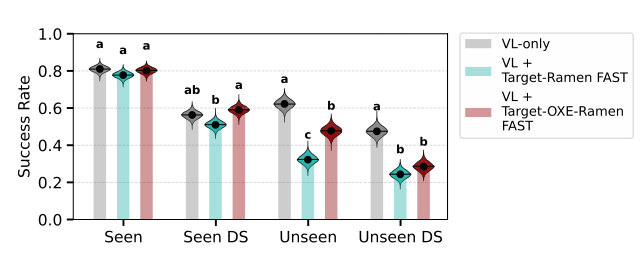 1.0
0.8
0.6
0.4
0.2
0.0
Success Rate
a
a
a
ab
b
a
a
c
b
a
b
b
Seen
Seen DS
Unseen
Unseen DS
VL-only
VL +
Target-Ramen FAST
VL +
Target-OXE-Ramen
FAST